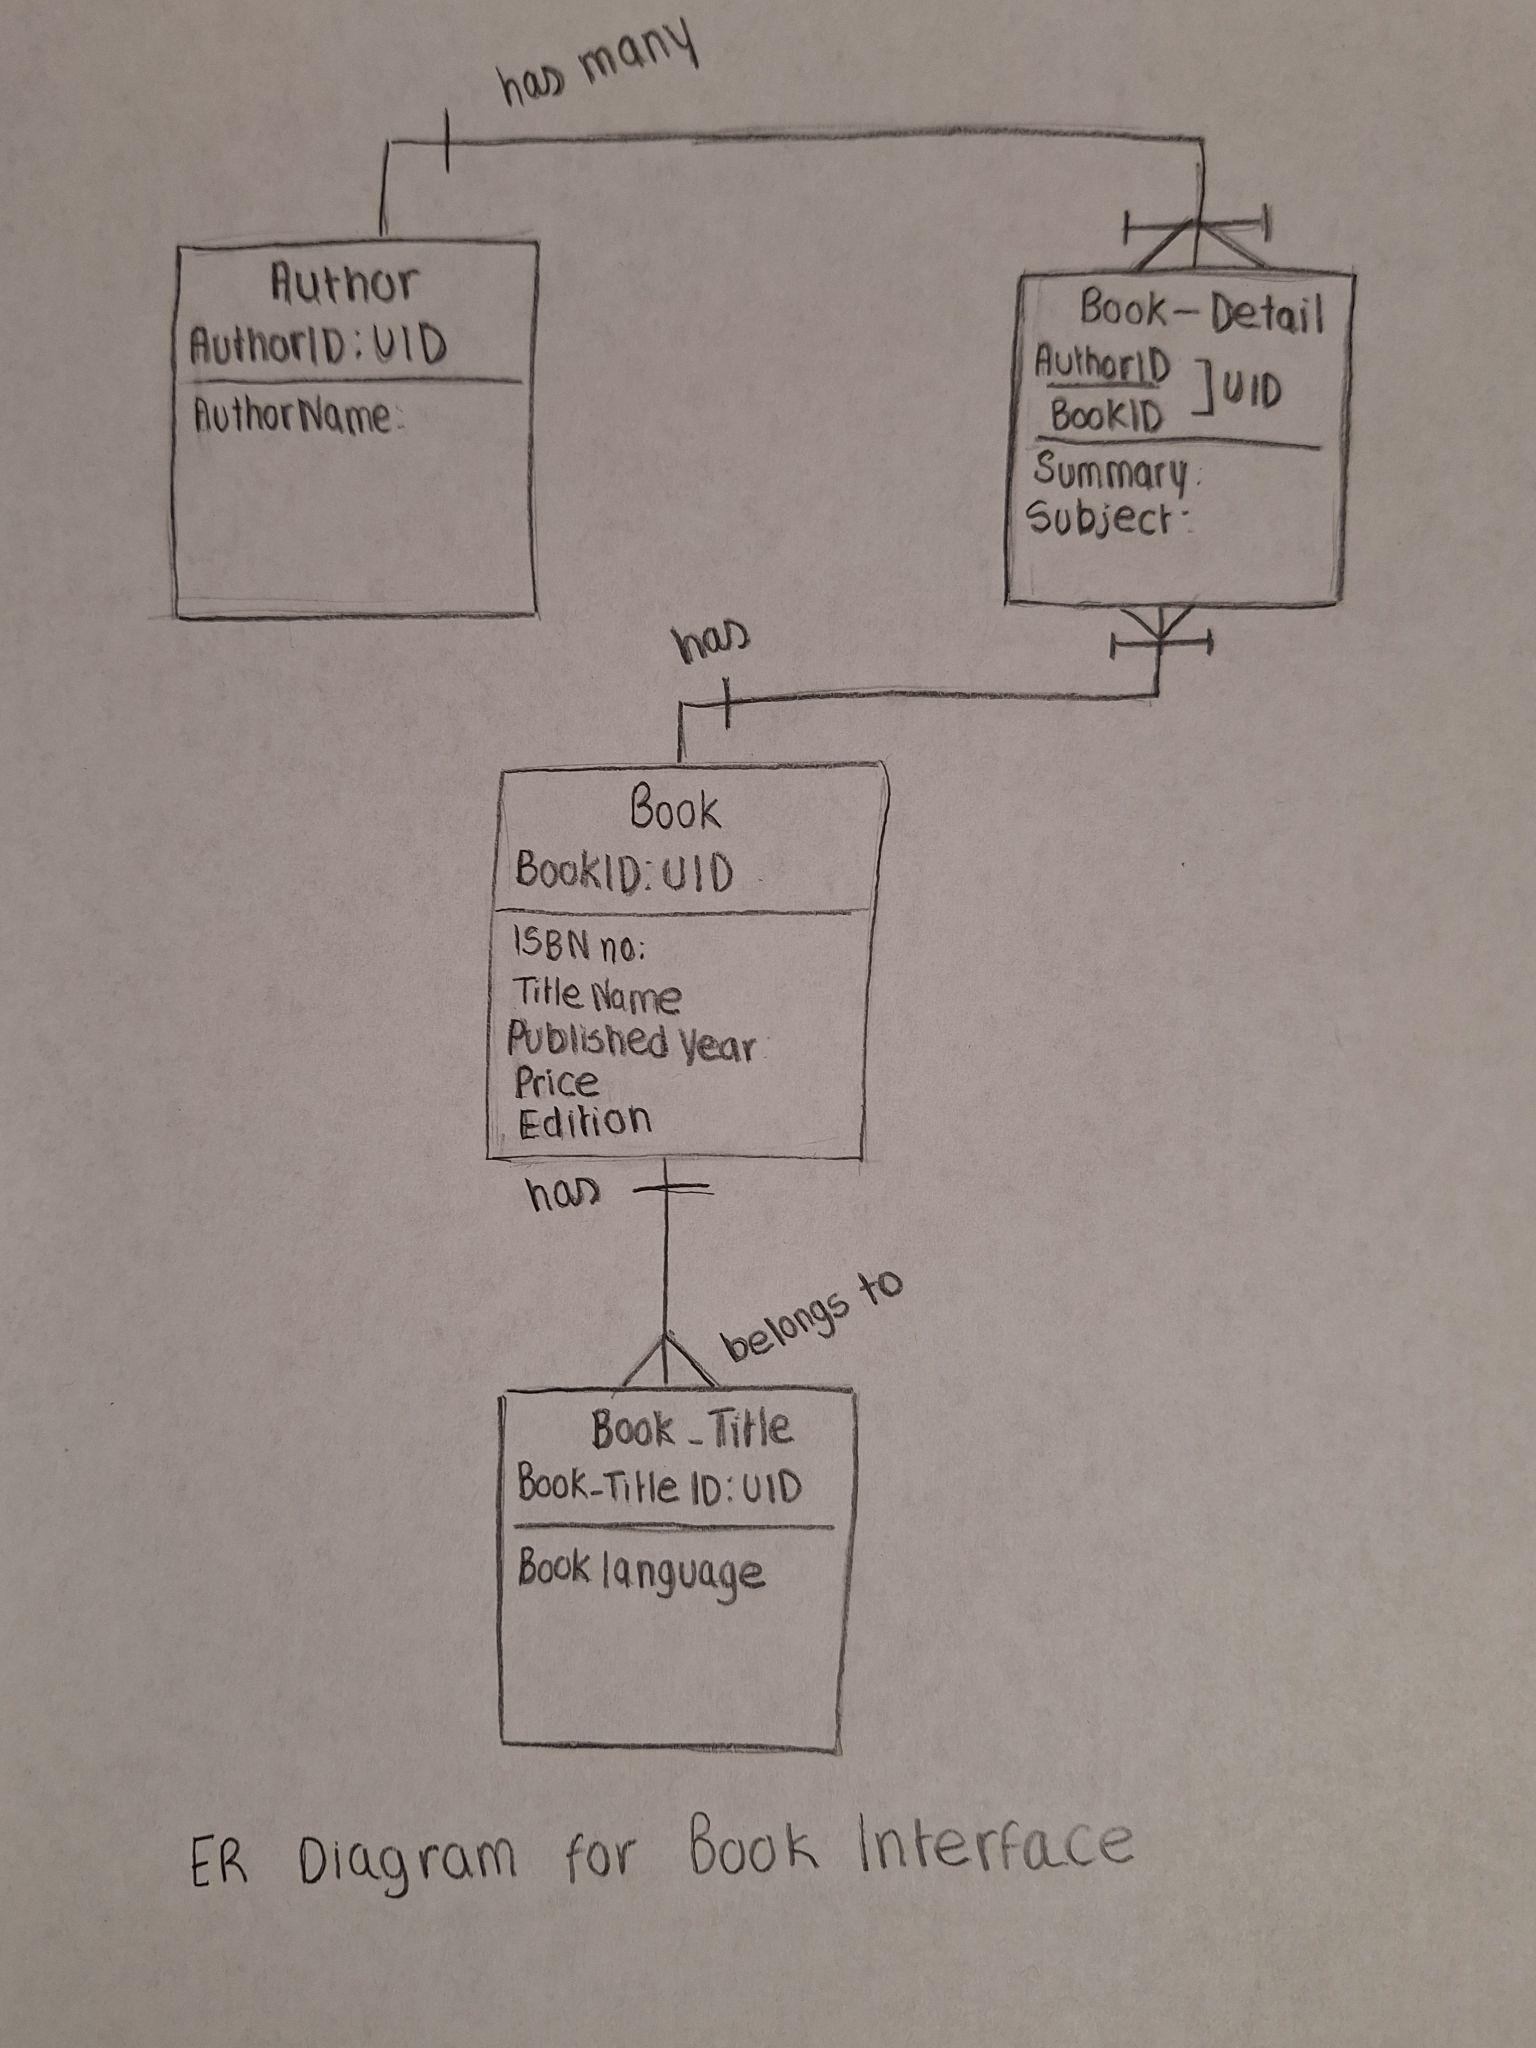 has many
Author
AuthorID: UID
AuthorName:
Book-Detail
AuthorID
BookID
] UID
Summary:
Subject:
has
Book
BookID: UID
ISBN no:
Title Name
Published Year
Price
Edition
has
belongs to
Book_Title
Book-Title ID: UID
Book language
ER Diagram for Book Interface